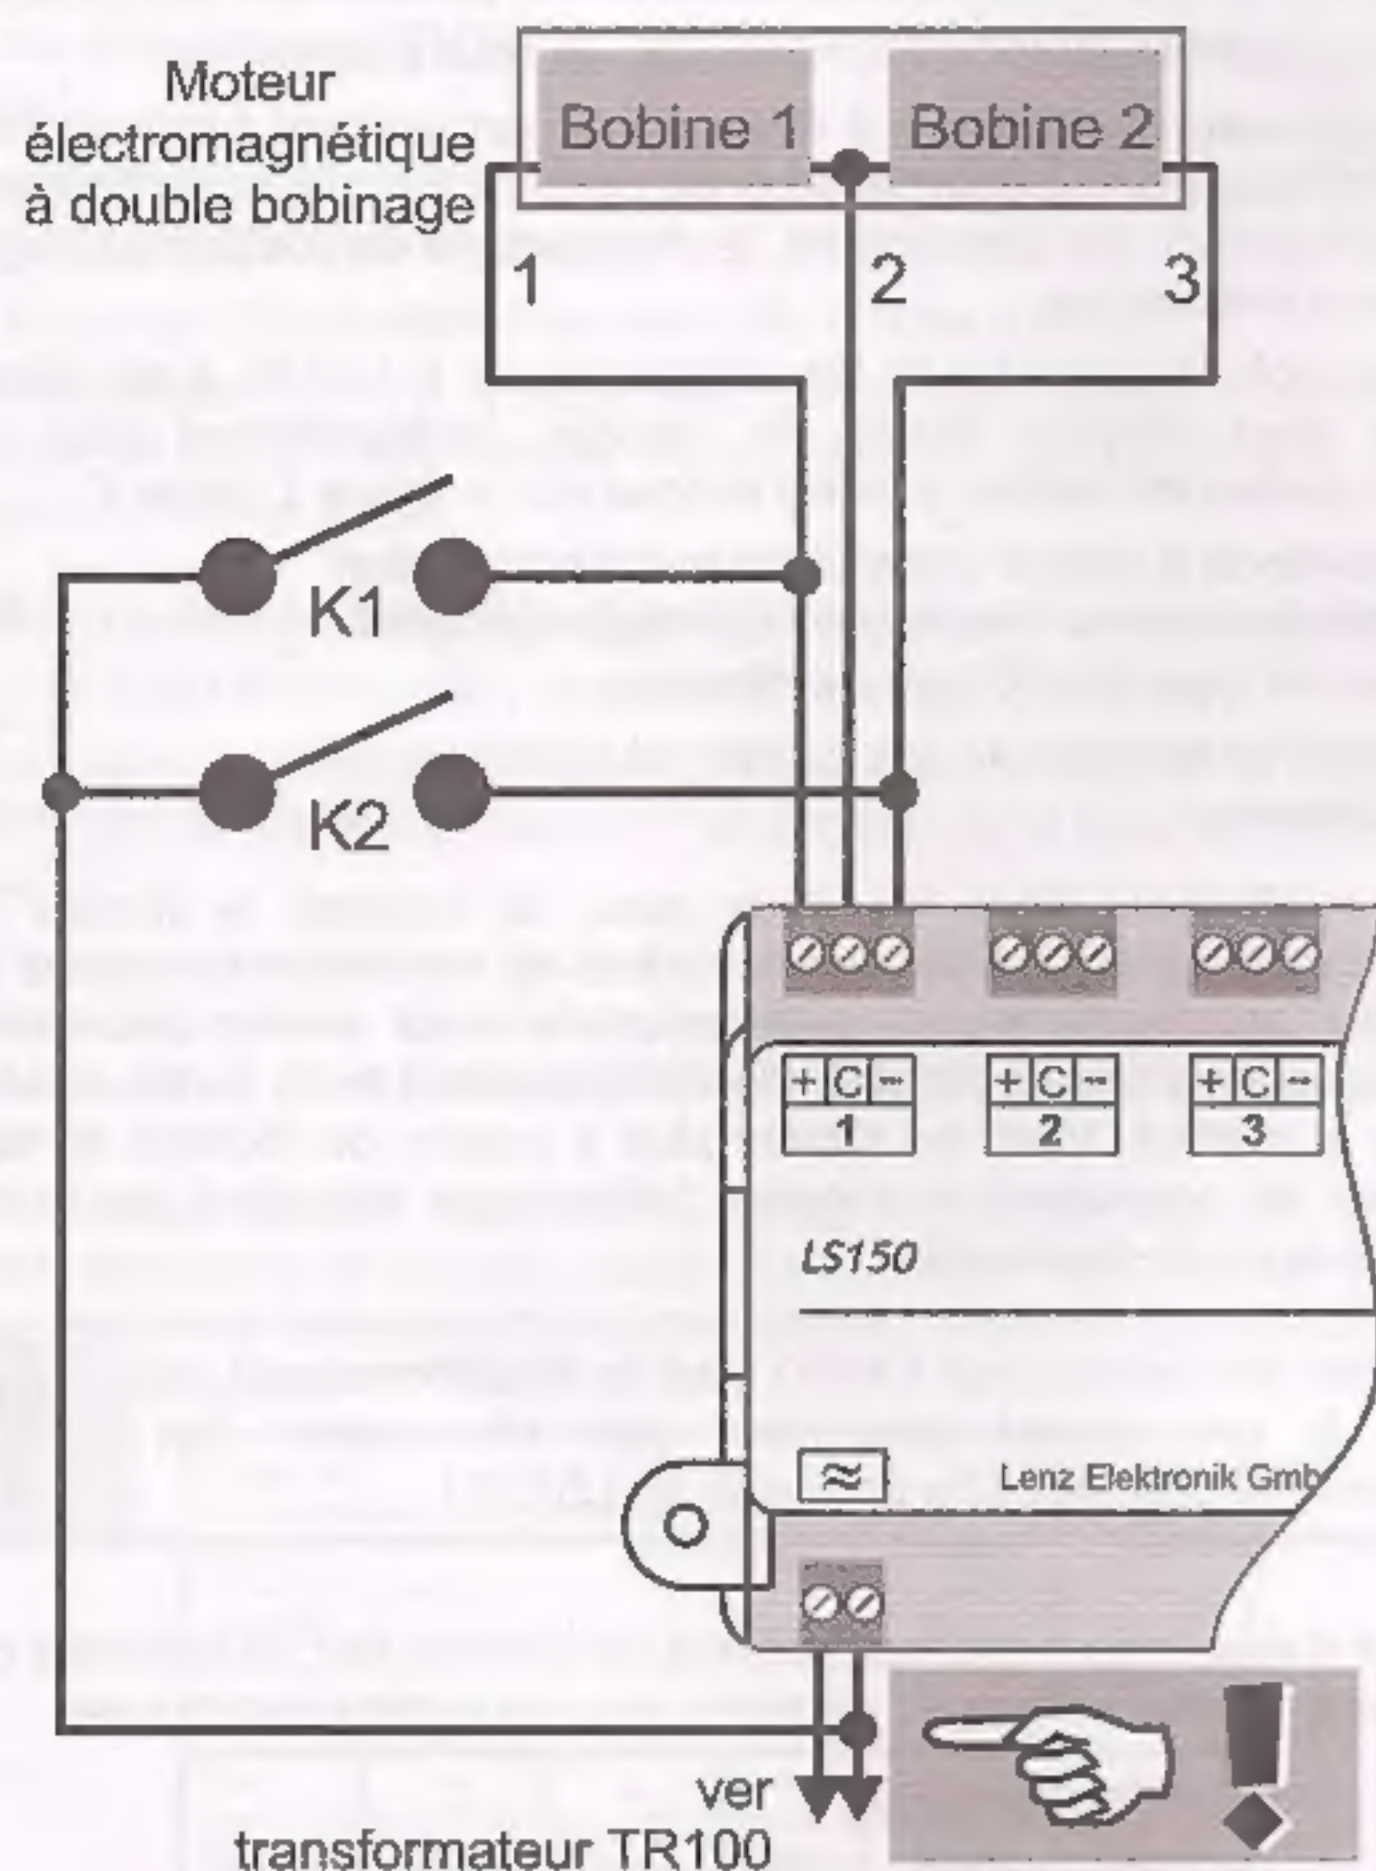 Moteur
électromagnétique
à double bobinage
Bobine 1
Bobine 2
1
2
3
K1
K2
+ C -
1
+ C -
2
+ C -
3
LS150
≈
Lenz Elektronik Gmb
ver
transformateur TR100
!